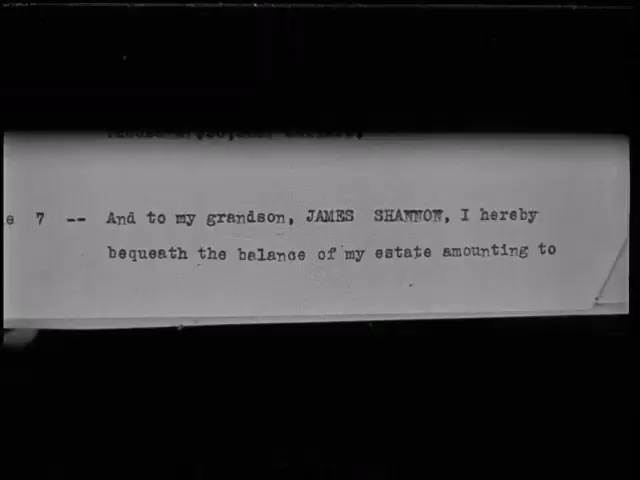 e 7 -- And to my grandson, JAMES SHANNON, I hereby
bequeath the balance of my estate amounting to